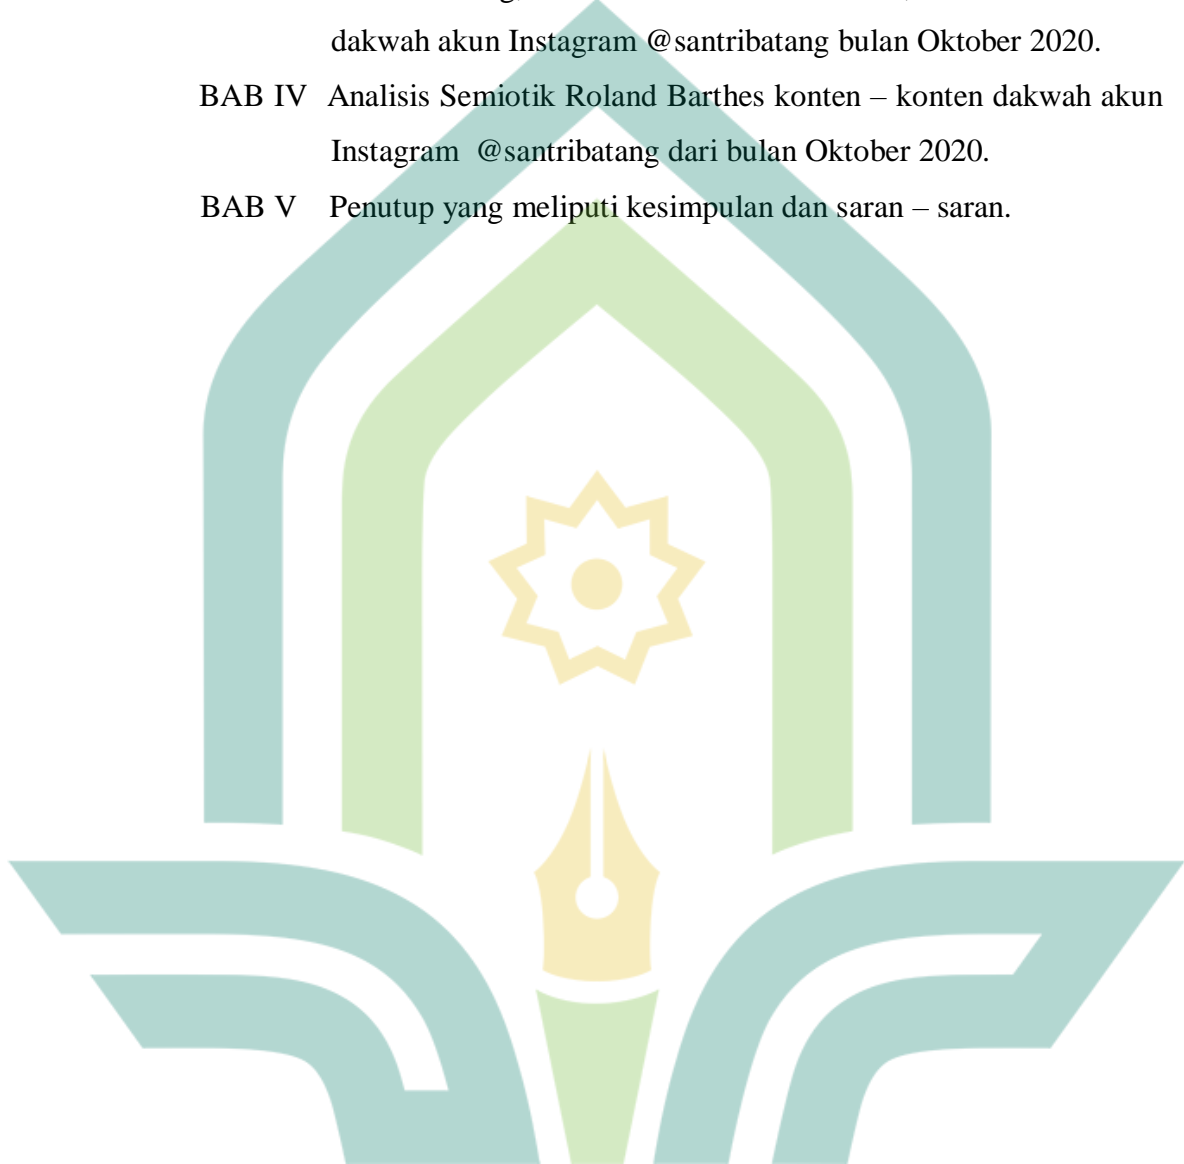 dakwah akun Instagram @santribatang bulan Oktober 2020.
BAB IV Analisis Semiotik Roland Barthes konten – konten dakwah akun
Instagram @santribatang dari bulan Oktober 2020.
BAB V Penutup yang meliputi kesimpulan dan saran – saran.